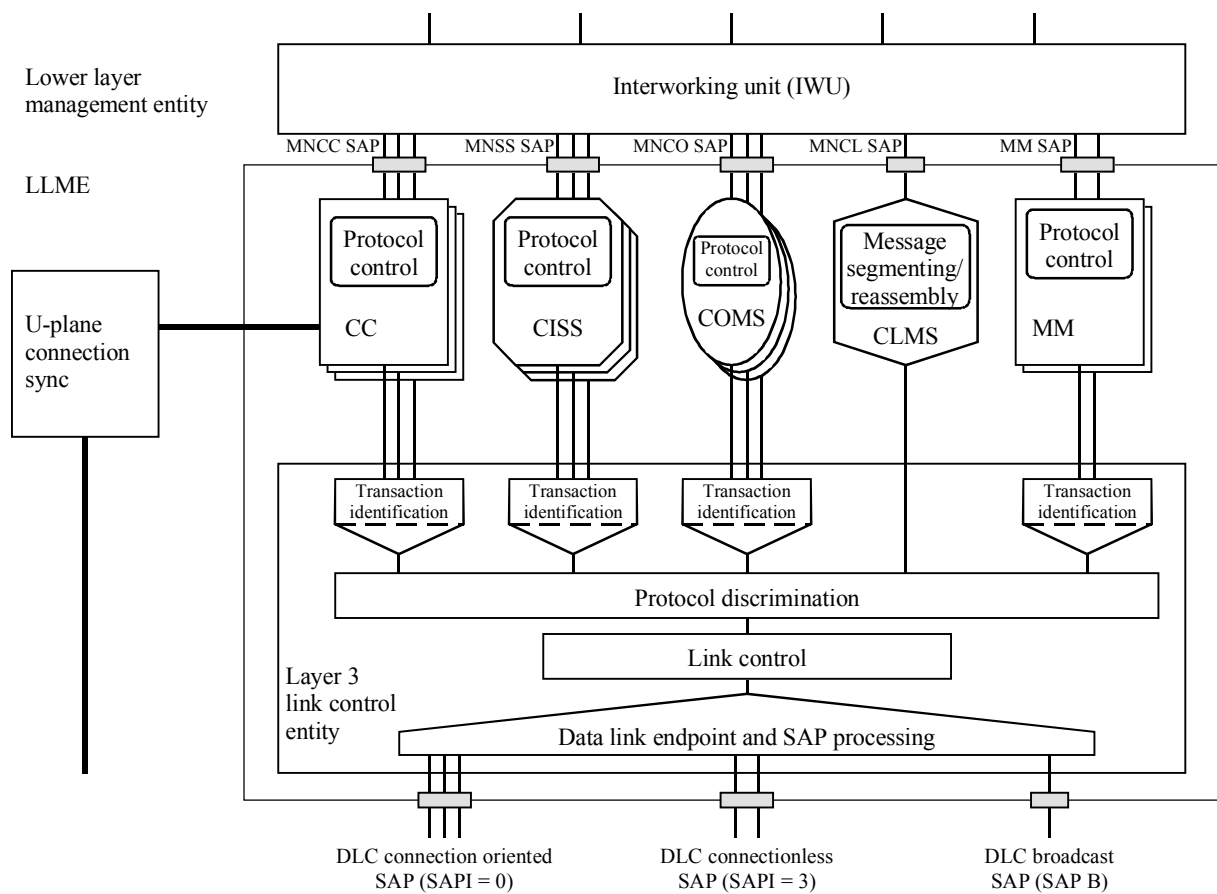 Lower layer
management entity
Interworking unit (IWU)
MNCC SAP
MNSS SAP
MNCO SAP
MNCL SAP
MM SAP
LLME
Protocol
control
CC
Protocol
control
CISS
Protocol
control
COMS
Message
segmenting/
reassembly
CLMS
Protocol
control
MM
U-plane
connection
sync
Transaction
identification
Transaction
identification
Transaction
identification
Transaction
identification
Protocol discrimination
Link control
Layer 3
link control
entity
Data link endpoint and SAP processing
DLC connection oriented
SAP (SAPI = 0)
DLC connectionless
SAP (SAPI = 3)
DLC broadcast
SAP (SAP B)